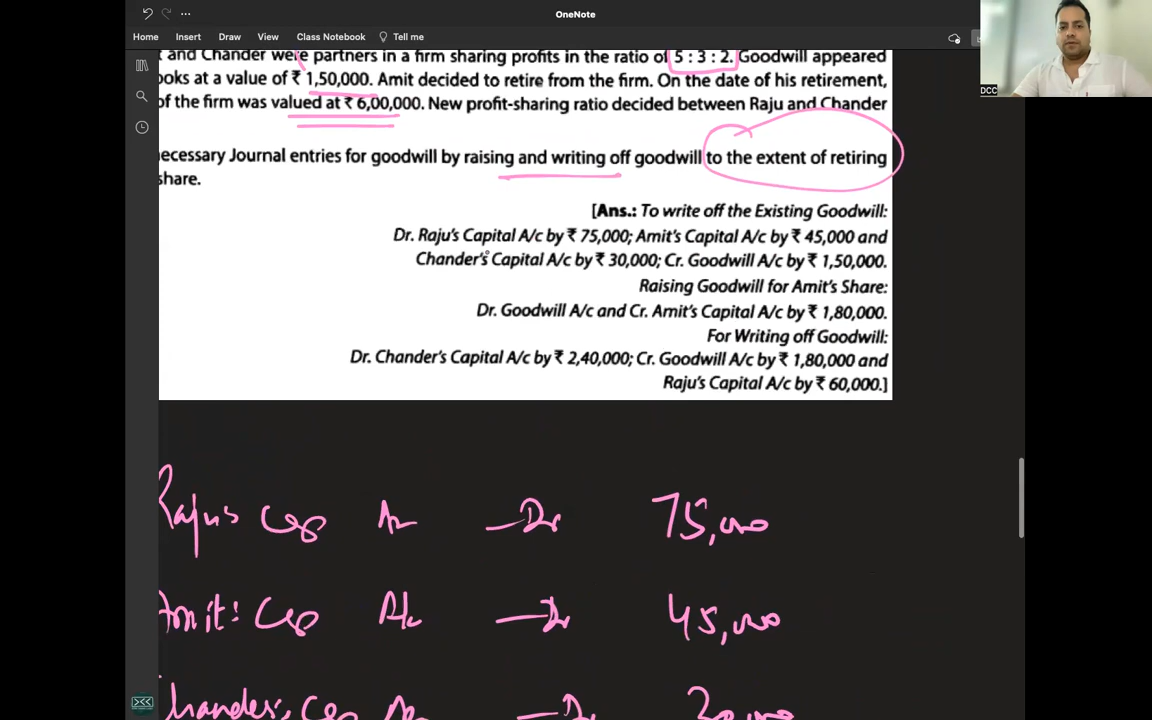 OneNote
Home Insert Draw View Class Notebook Tell me
t and Chander were partners in a firm sharing profits in the ratio of 5 : 3 : 2. Goodwill appeared
ooks at a value of ₹ 1,50,000. Amit decided to retire from the firm. On the date of his retirement,
of the firm was valued at ₹ 6,00,000. New profit-sharing ratio decided between Raju and Chander
ecessary Journal entries for goodwill by raising and writing off goodwill to the extent of retiring
share.
[Ans.: To write off the Existing Goodwill:
Dr. Raju's Capital A/c by ₹ 75,000; Amit's Capital A/c by ₹ 45,000 and
Chander's Capital A/c by ₹ 30,000; Cr. Goodwill A/c by ₹ 1,50,000.
Raising Goodwill for Amit's Share:
Dr. Goodwill A/c and Cr. Amit's Capital A/c by ₹ 1,80,000.
For Writing off Goodwill:
Dr. Chander's Capital A/c by ₹ 2,40,000; Cr. Goodwill A/c by ₹ 1,80,000 and
Raju's Capital A/c by ₹ 60,000.]
Raju's Cap A/c —Dr 75,000
Amit's Cap A/c —Dr 45,000
Chander's Cap A/c —Dr 30,000
DCC